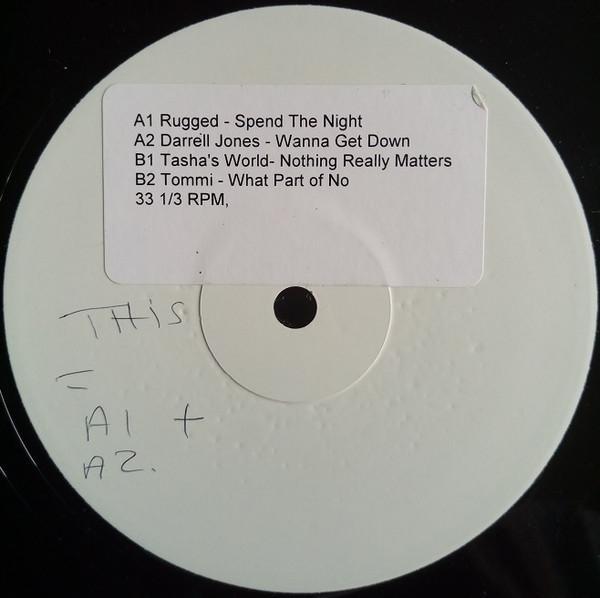 A1 Rugged - Spend The Night
A2 Darrell Jones - Wanna Get Down
B1 Tasha's World- Nothing Really Matters
B2 Tommi - What Part of No
33 1/3 RPM,
THiS
=
A1 +
A2.